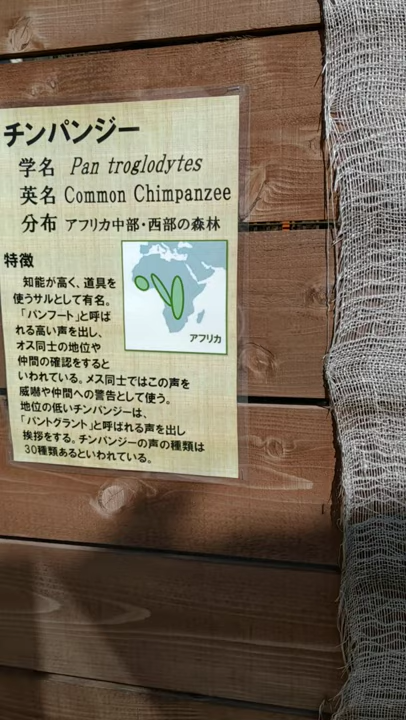 チンパンジー
学名 Pan troglodytes
英名 Common Chimpanzee
分布 アフリカ中部・西部の森林
特徴
知能が高く、道具を
使うサルとして有名。
「パンフート」と呼ば
れる高い声を出し、
オス同士の地位や
仲間の確認をすると
いわれている。メス同士ではこの声を
威嚇や仲間への警告として使う。
地位の低いチンパンジーは、
「パントグラント」と呼ばれる声を出し
挨拶をする。チンパンジーの声の種類は
30種類あるといわれている。
アフリカ